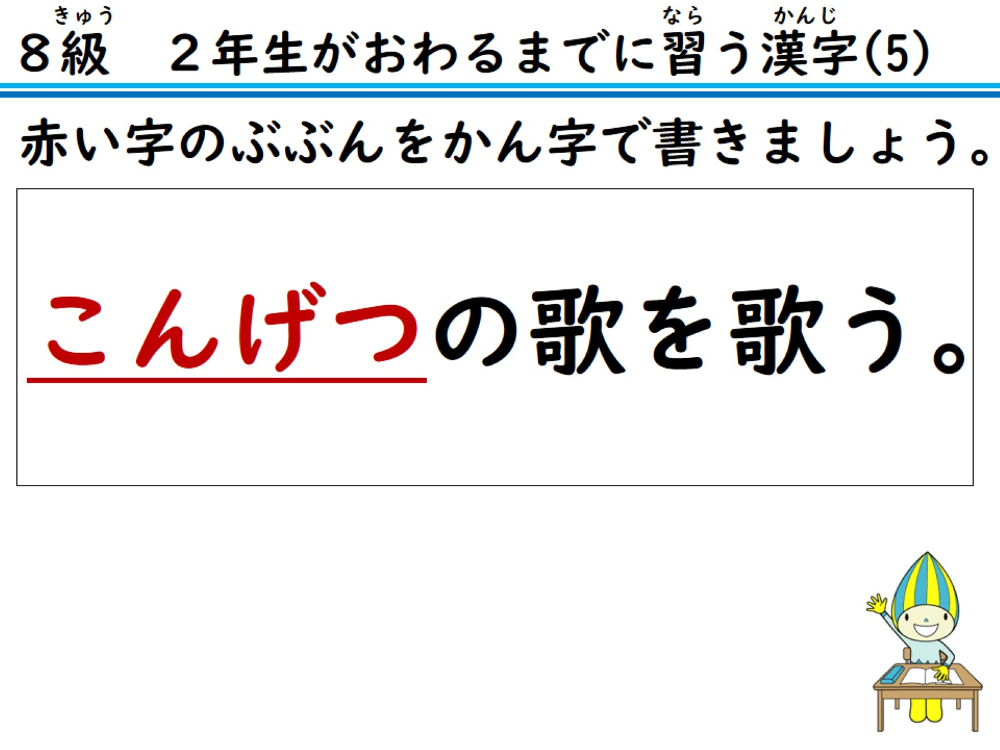 きゅう なら かんじ
８級　２年生がおわるまでに習う漢字(5)
赤い字のぶぶんをかん字で書きましょう。
こんげつの歌を歌う。